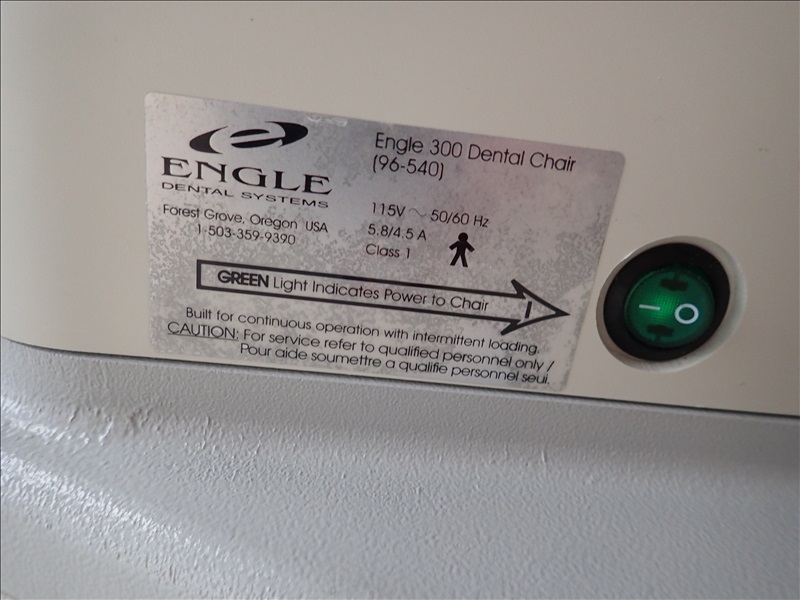 ENGLE
DENTAL SYSTEMS
Forest Grove, Oregon USA
1-503-359-9390
Engle 300 Dental Chair
(96-540)
115V ~ 50/60 Hz
5.8/4.5 A
Class 1
GREEN Light Indicates Power to Chair
Built for continuous operation with intermittent loading.
CAUTION: For service refer to qualified personnel only /
Pour aide soumettre a qualifie personnel seul.
I O